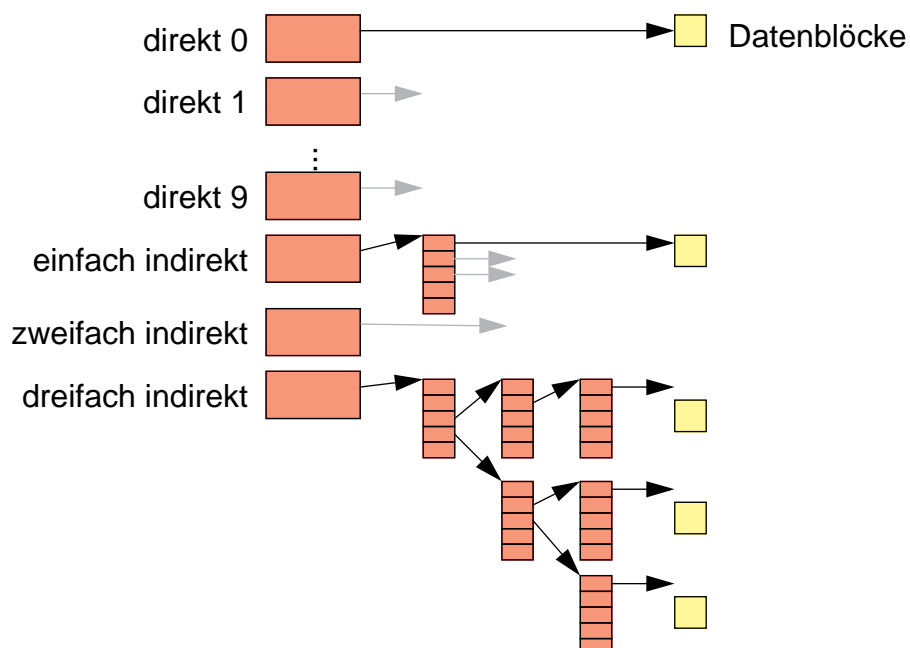 direkt 0
Datenblöcke
direkt 1
direkt 9
einfach indirekt
zweifach indirekt
dreifach indirekt